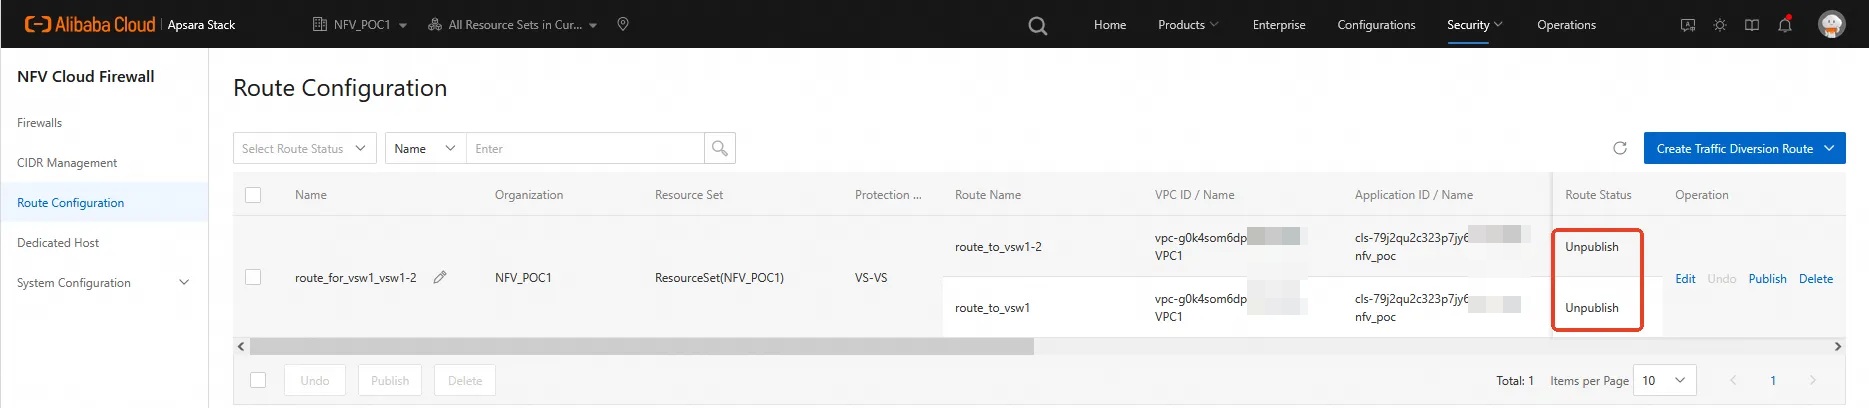 Alibaba Cloud | Apsara Stack NFV_POC1 All Resource Sets in Cur... Home Products Enterprise Configurations Security Operations
NFV Cloud Firewall
Firewalls
CIDR Management
Route Configuration
Dedicated Host
System Configuration
Route Configuration
Select Route Status Name Enter Create Traffic Diversion Route
Name Organization Resource Set Protection ... Route Name VPC ID / Name Application ID / Name Route Status Operation
route_for_vsw1_vsw1-2 NFV_POC1 ResourceSet(NFV_POC1) VS-VS
route_to_vsw1-2 vpc-g0k4som6dp cls-79j2qu2c323p7jy6 Unpublish
VPC1 nfv_poc
route_to_vsw1 vpc-g0k4som6dp cls-79j2qu2c323p7jy6 Unpublish
VPC1 nfv_poc
Edit Undo Publish Delete
Undo Publish Delete Total: 1 Items per Page 10 1